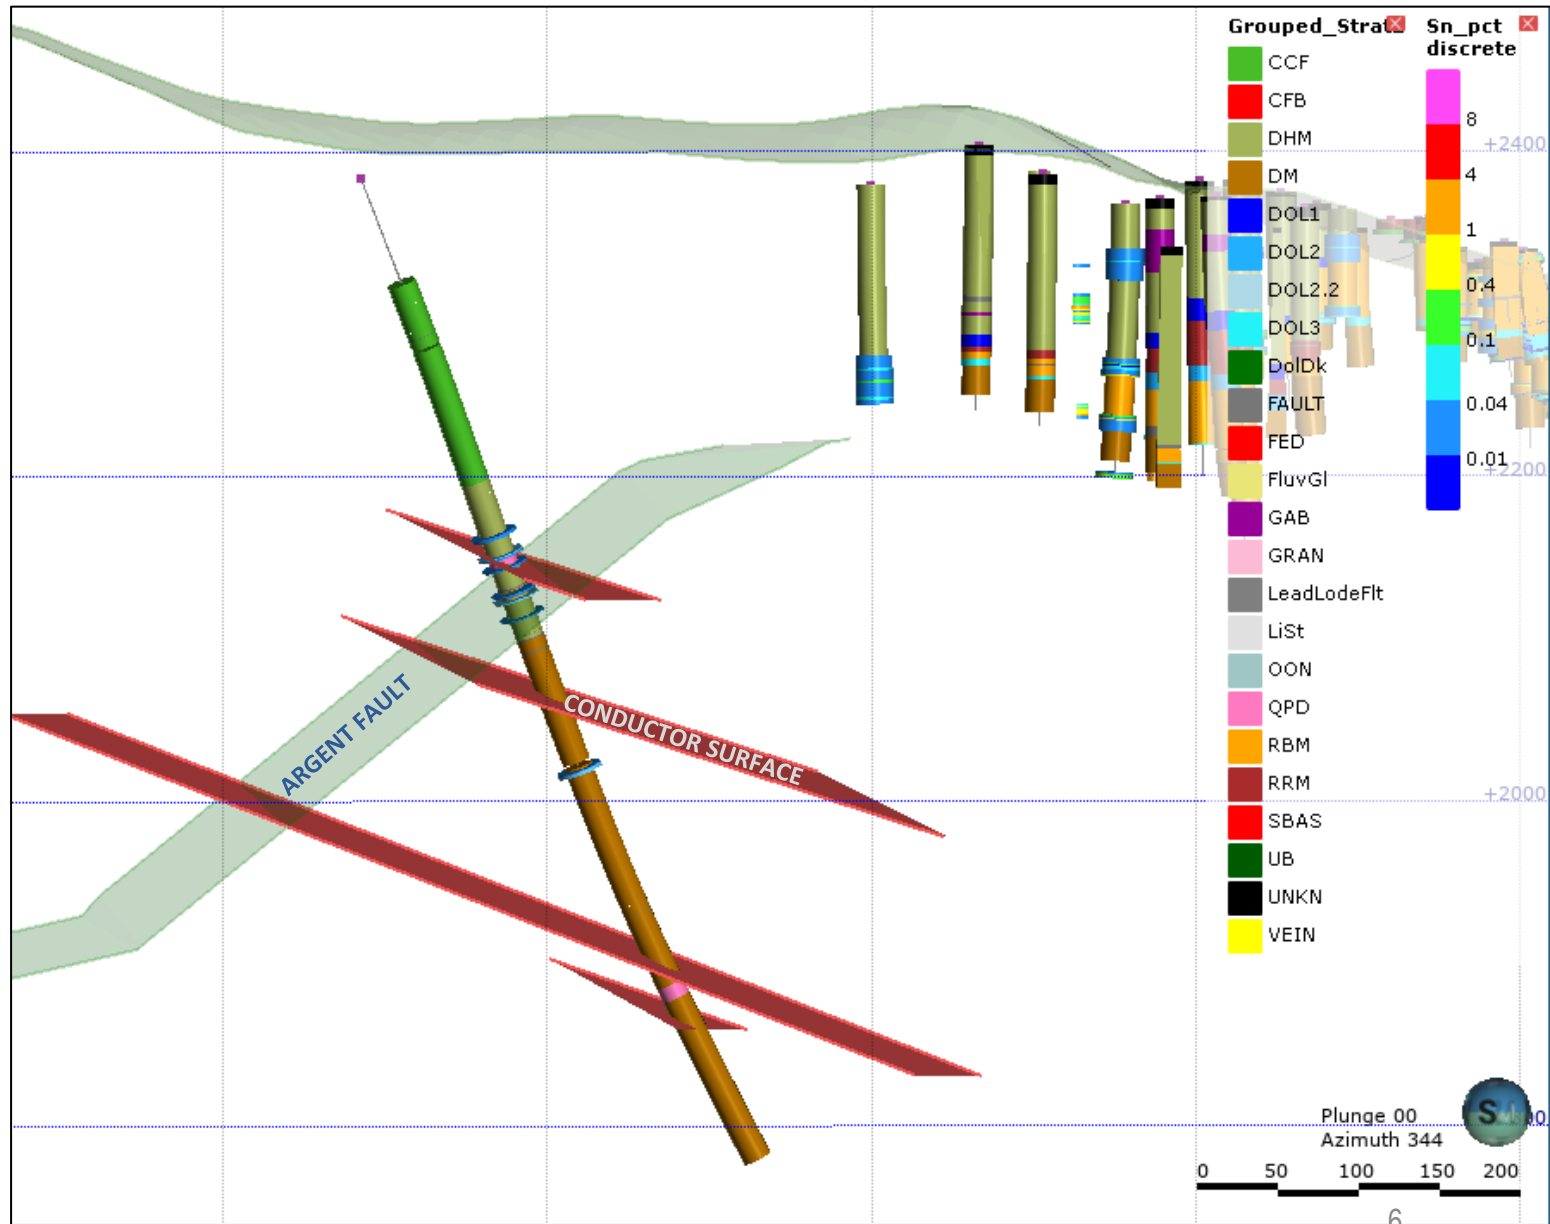 Grouped_Strat
CCF
CFB
DHM
DM
DOL1
DOL2
DOL2.2
DOL3
DolDk
FAULT
FED
FluvGl
GAB
GRAN
LeadLodeFlt
LiSt
OON
QPD
RBM
RRM
SBAS
UB
UNKN
VEIN
Sn_pct
discrete
8
4
1
0.4
0.1
0.04
0.01
+2400
+2200
+2000
ARGENT FAULT
CONDUCTOR SURFACE
S
Plunge 00
Azimuth 344
0 50 100 150 200
6